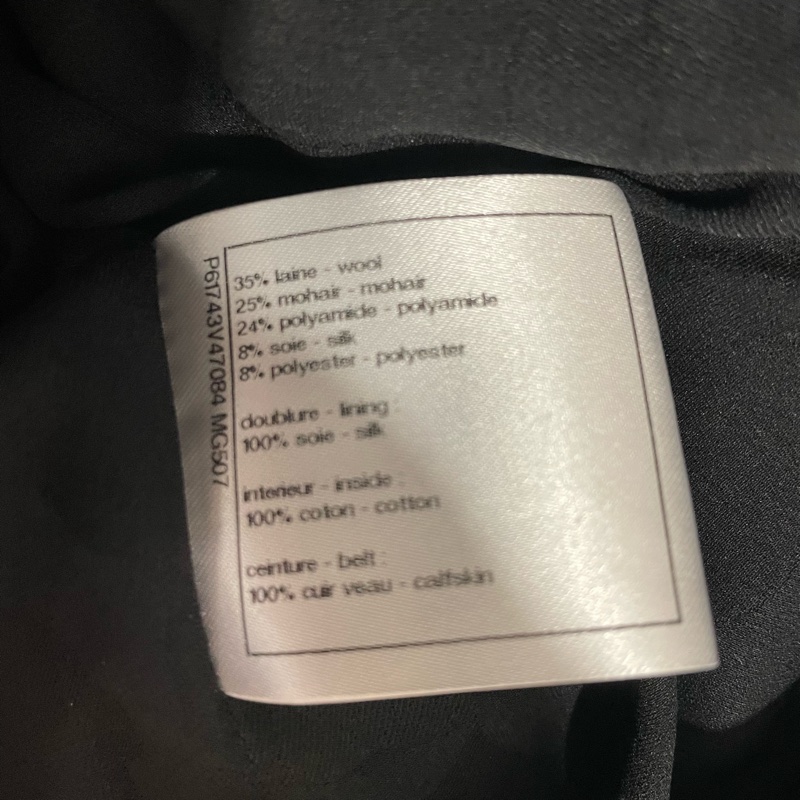 P61743V47084 MG507
35% laine - wool
25% mohair - mohair
24% polyamide - polyamide
8% soie - silk
8% polyester - polyester
doublure - lining :
100% soie - silk
interieur - inside :
100% coton - cotton
ceinture - belt :
100% cuir veau - calfskin